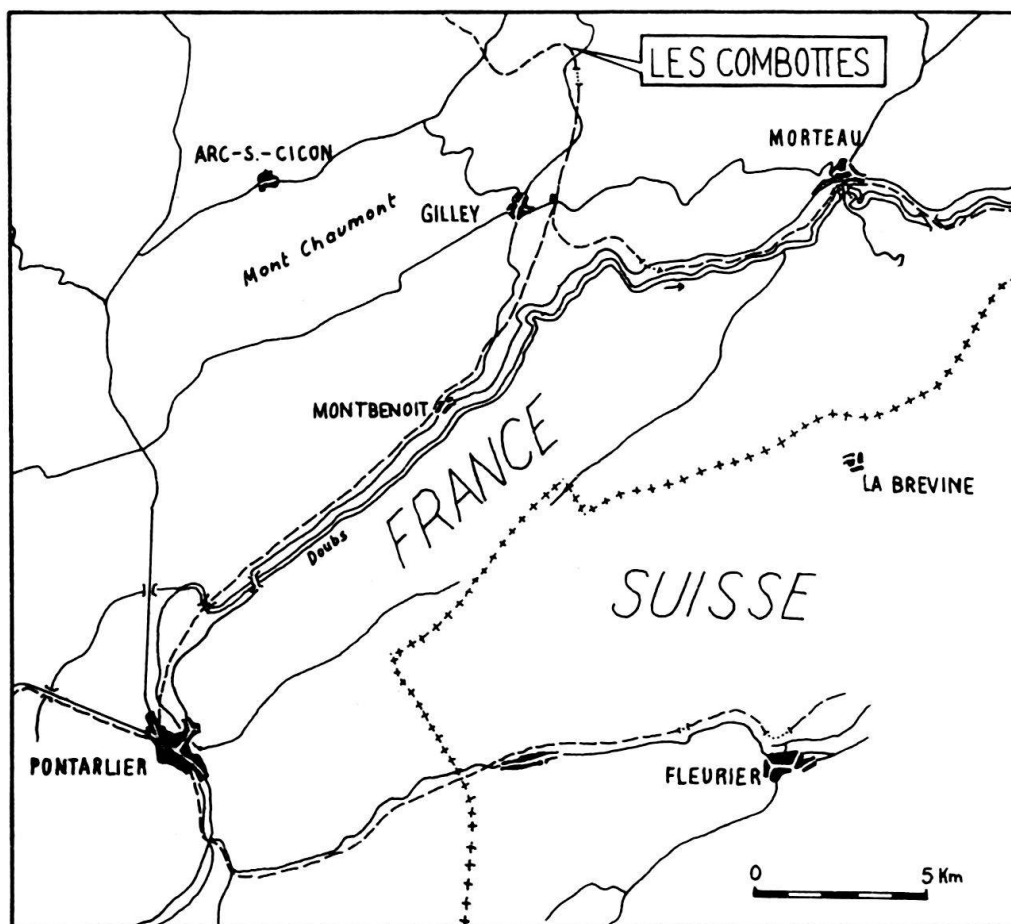 LES COMBOTTES
MORTEAU
ARC-S.-CICON
GILLEY
Mont Chaumont
MONTBENOIT
FRANCE
LA BREVINE
Doubs
SUISSE
PONTARLIER
FLEURIER
0 5 Km